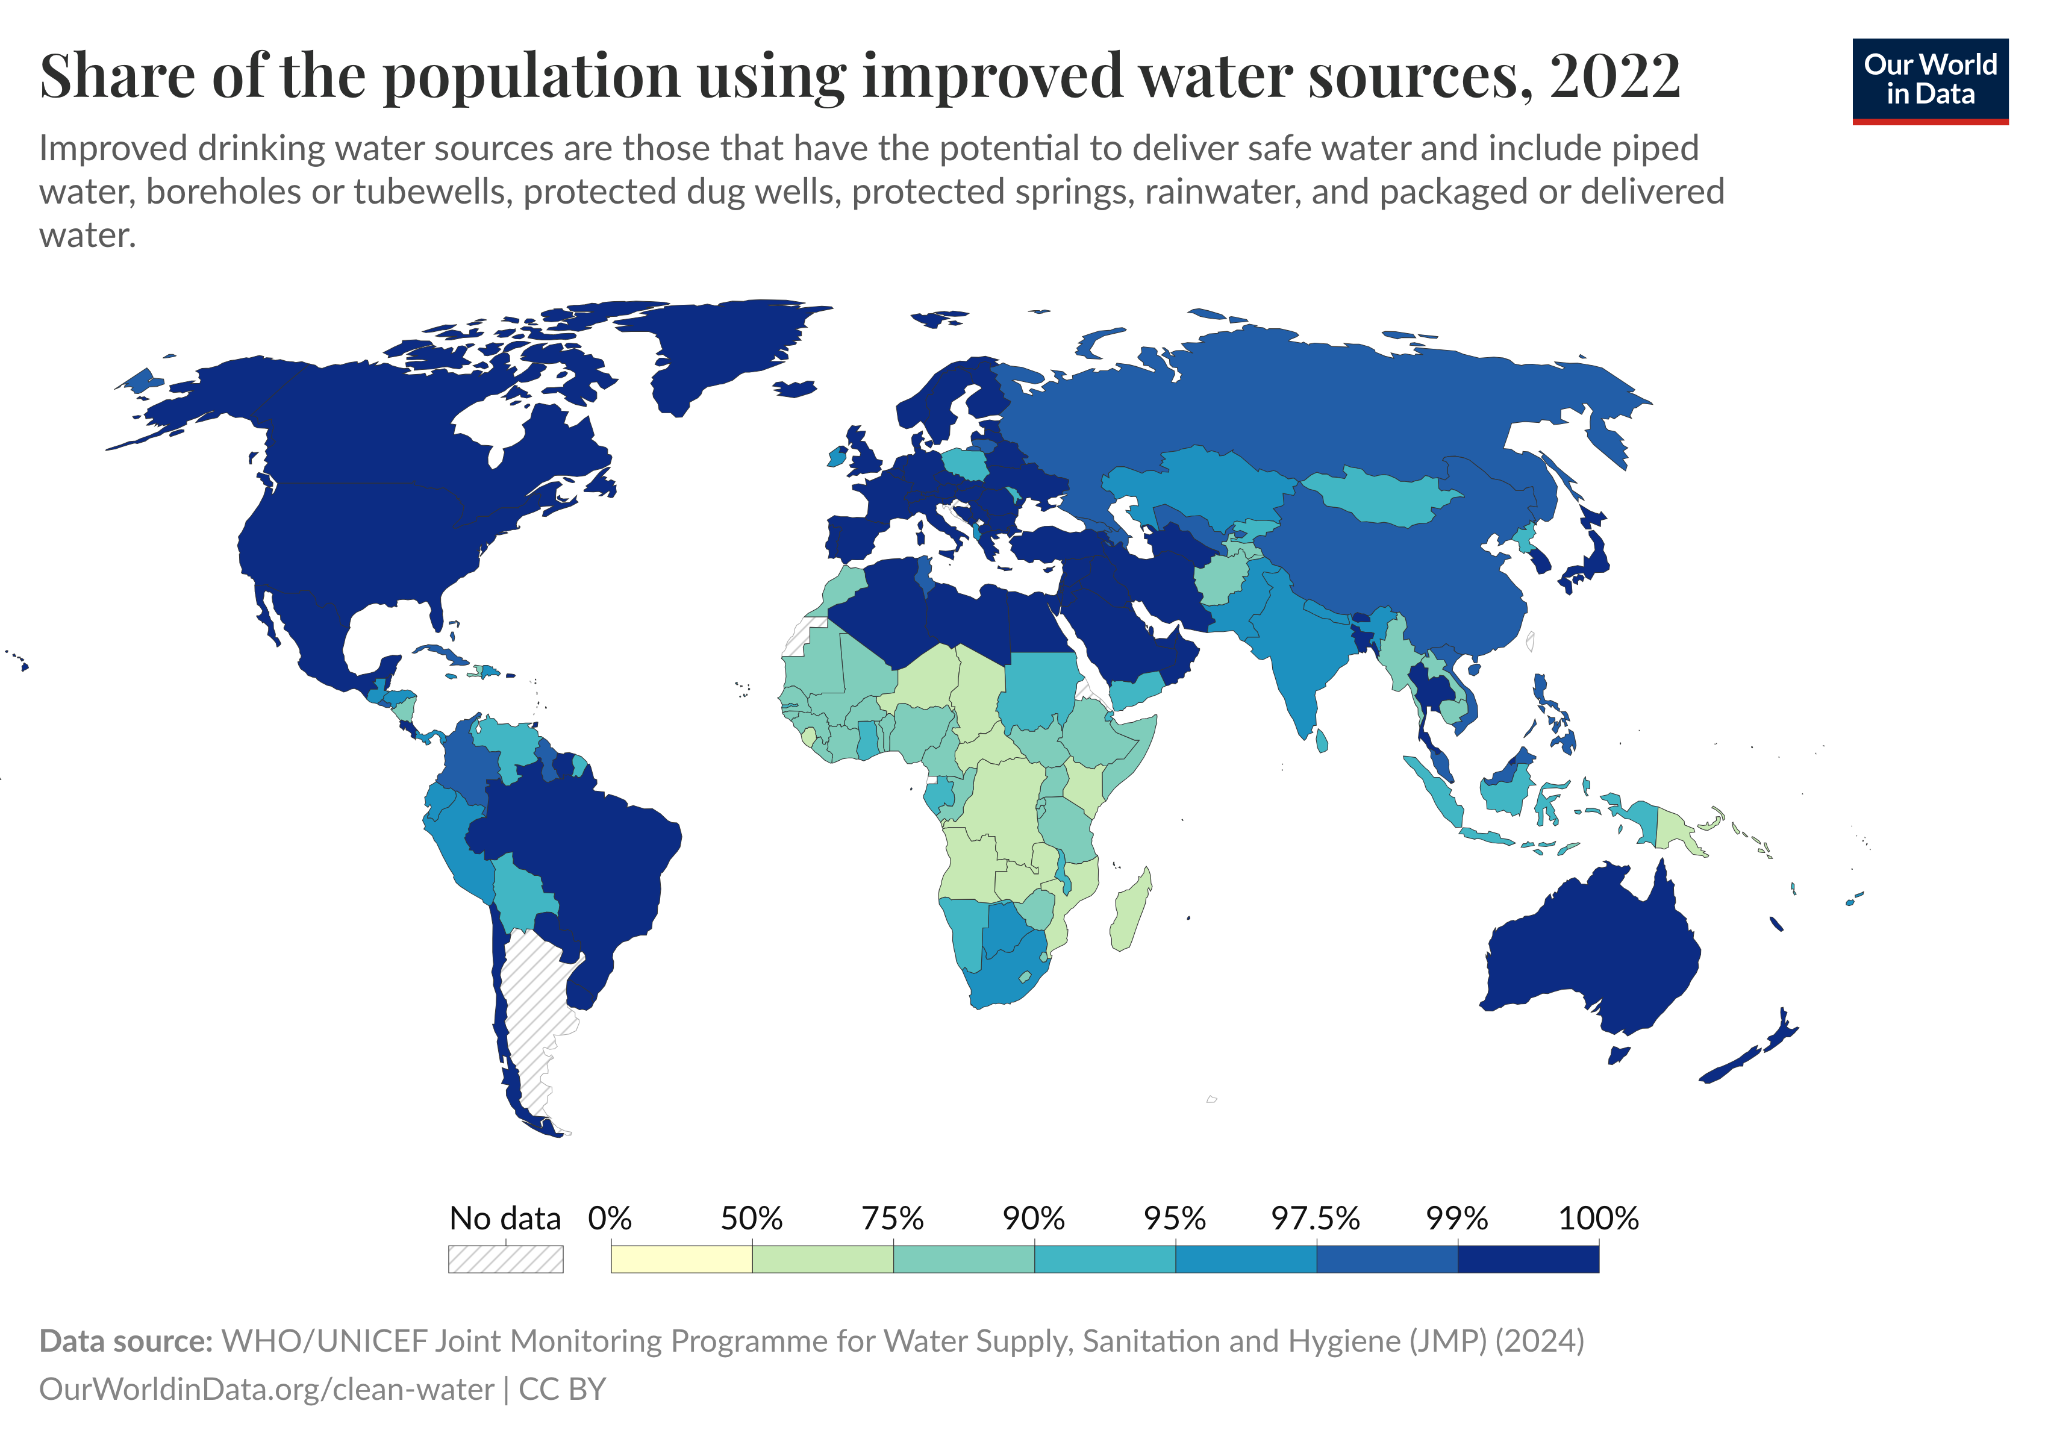 Share of the population using improved water sources, 2022
Our World
in Data
Improved drinking water sources are those that have the potential to deliver safe water and include piped
water, boreholes or tubewells, protected dug wells, protected springs, rainwater, and packaged or delivered
water.
No data 0% 50% 75% 90% 95% 97.5% 99% 100%
Data source: WHO/UNICEF Joint Monitoring Programme for Water Supply, Sanitation and Hygiene (JMP) (2024)
OurWorldinData.org/clean-water | CC BY